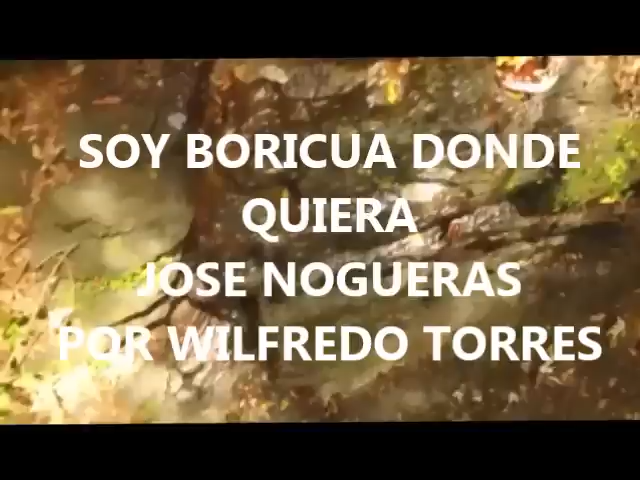 SOY BORICUA DONDE
QUIERA
JOSE NOGUERAS
POR WILFREDO TORRES